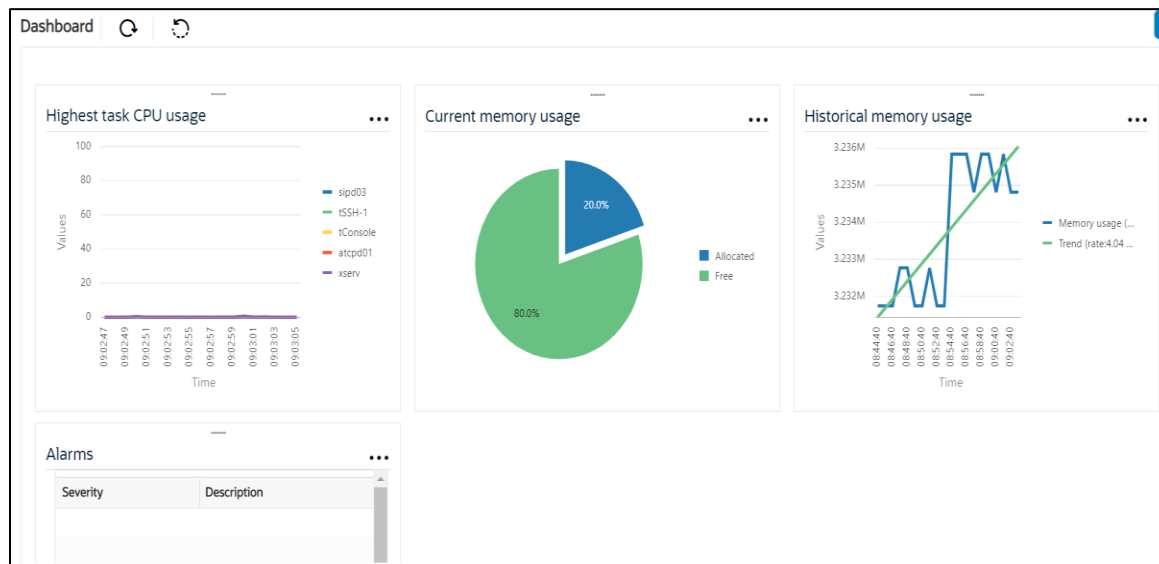 Dashboard
Highest task CPU usage
100
80
60
40
20
0
Values
09:02:47
09:02:49
09:02:51
09:02:53
09:02:55
09:02:57
09:02:59
09:03:01
09:03:03
09:03:05
Time
sipd03
tSSH-1
tConsole
atcpd01
xserv
Current memory usage
20.0%
80.0%
Allocated
Free
Historical memory usage
3.236M
3.235M
3.234M
3.233M
3.232M
Values
08:44:40
08:46:40
08:48:40
08:50:40
08:52:40
08:54:40
08:56:40
08:58:40
09:00:40
09:02:40
Time
Memory usage (...
Trend (rate:4.04 ...
Alarms
Severity Description